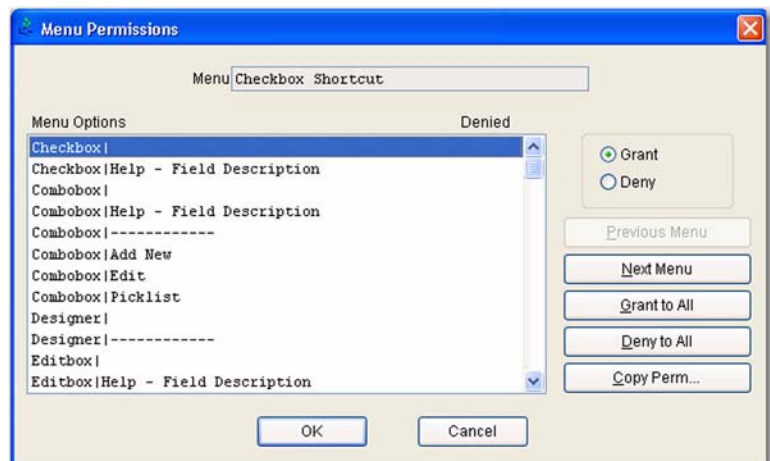 Menu Permissions
Menu Checkbox Shortcut
Menu Options Denied
Checkbox|
Checkbox|Help - Field Description
Combobox|
Combobox|Help - Field Description
Combobox|------------
Combobox|Add New
Combobox|Edit
Combobox|Picklist
Designer|
Designer|------------
Editbox|
Editbox|Help - Field Description
Grant
Deny
Previous Menu
Next Menu
Grant to All
Deny to All
Copy Perm...
OK
Cancel